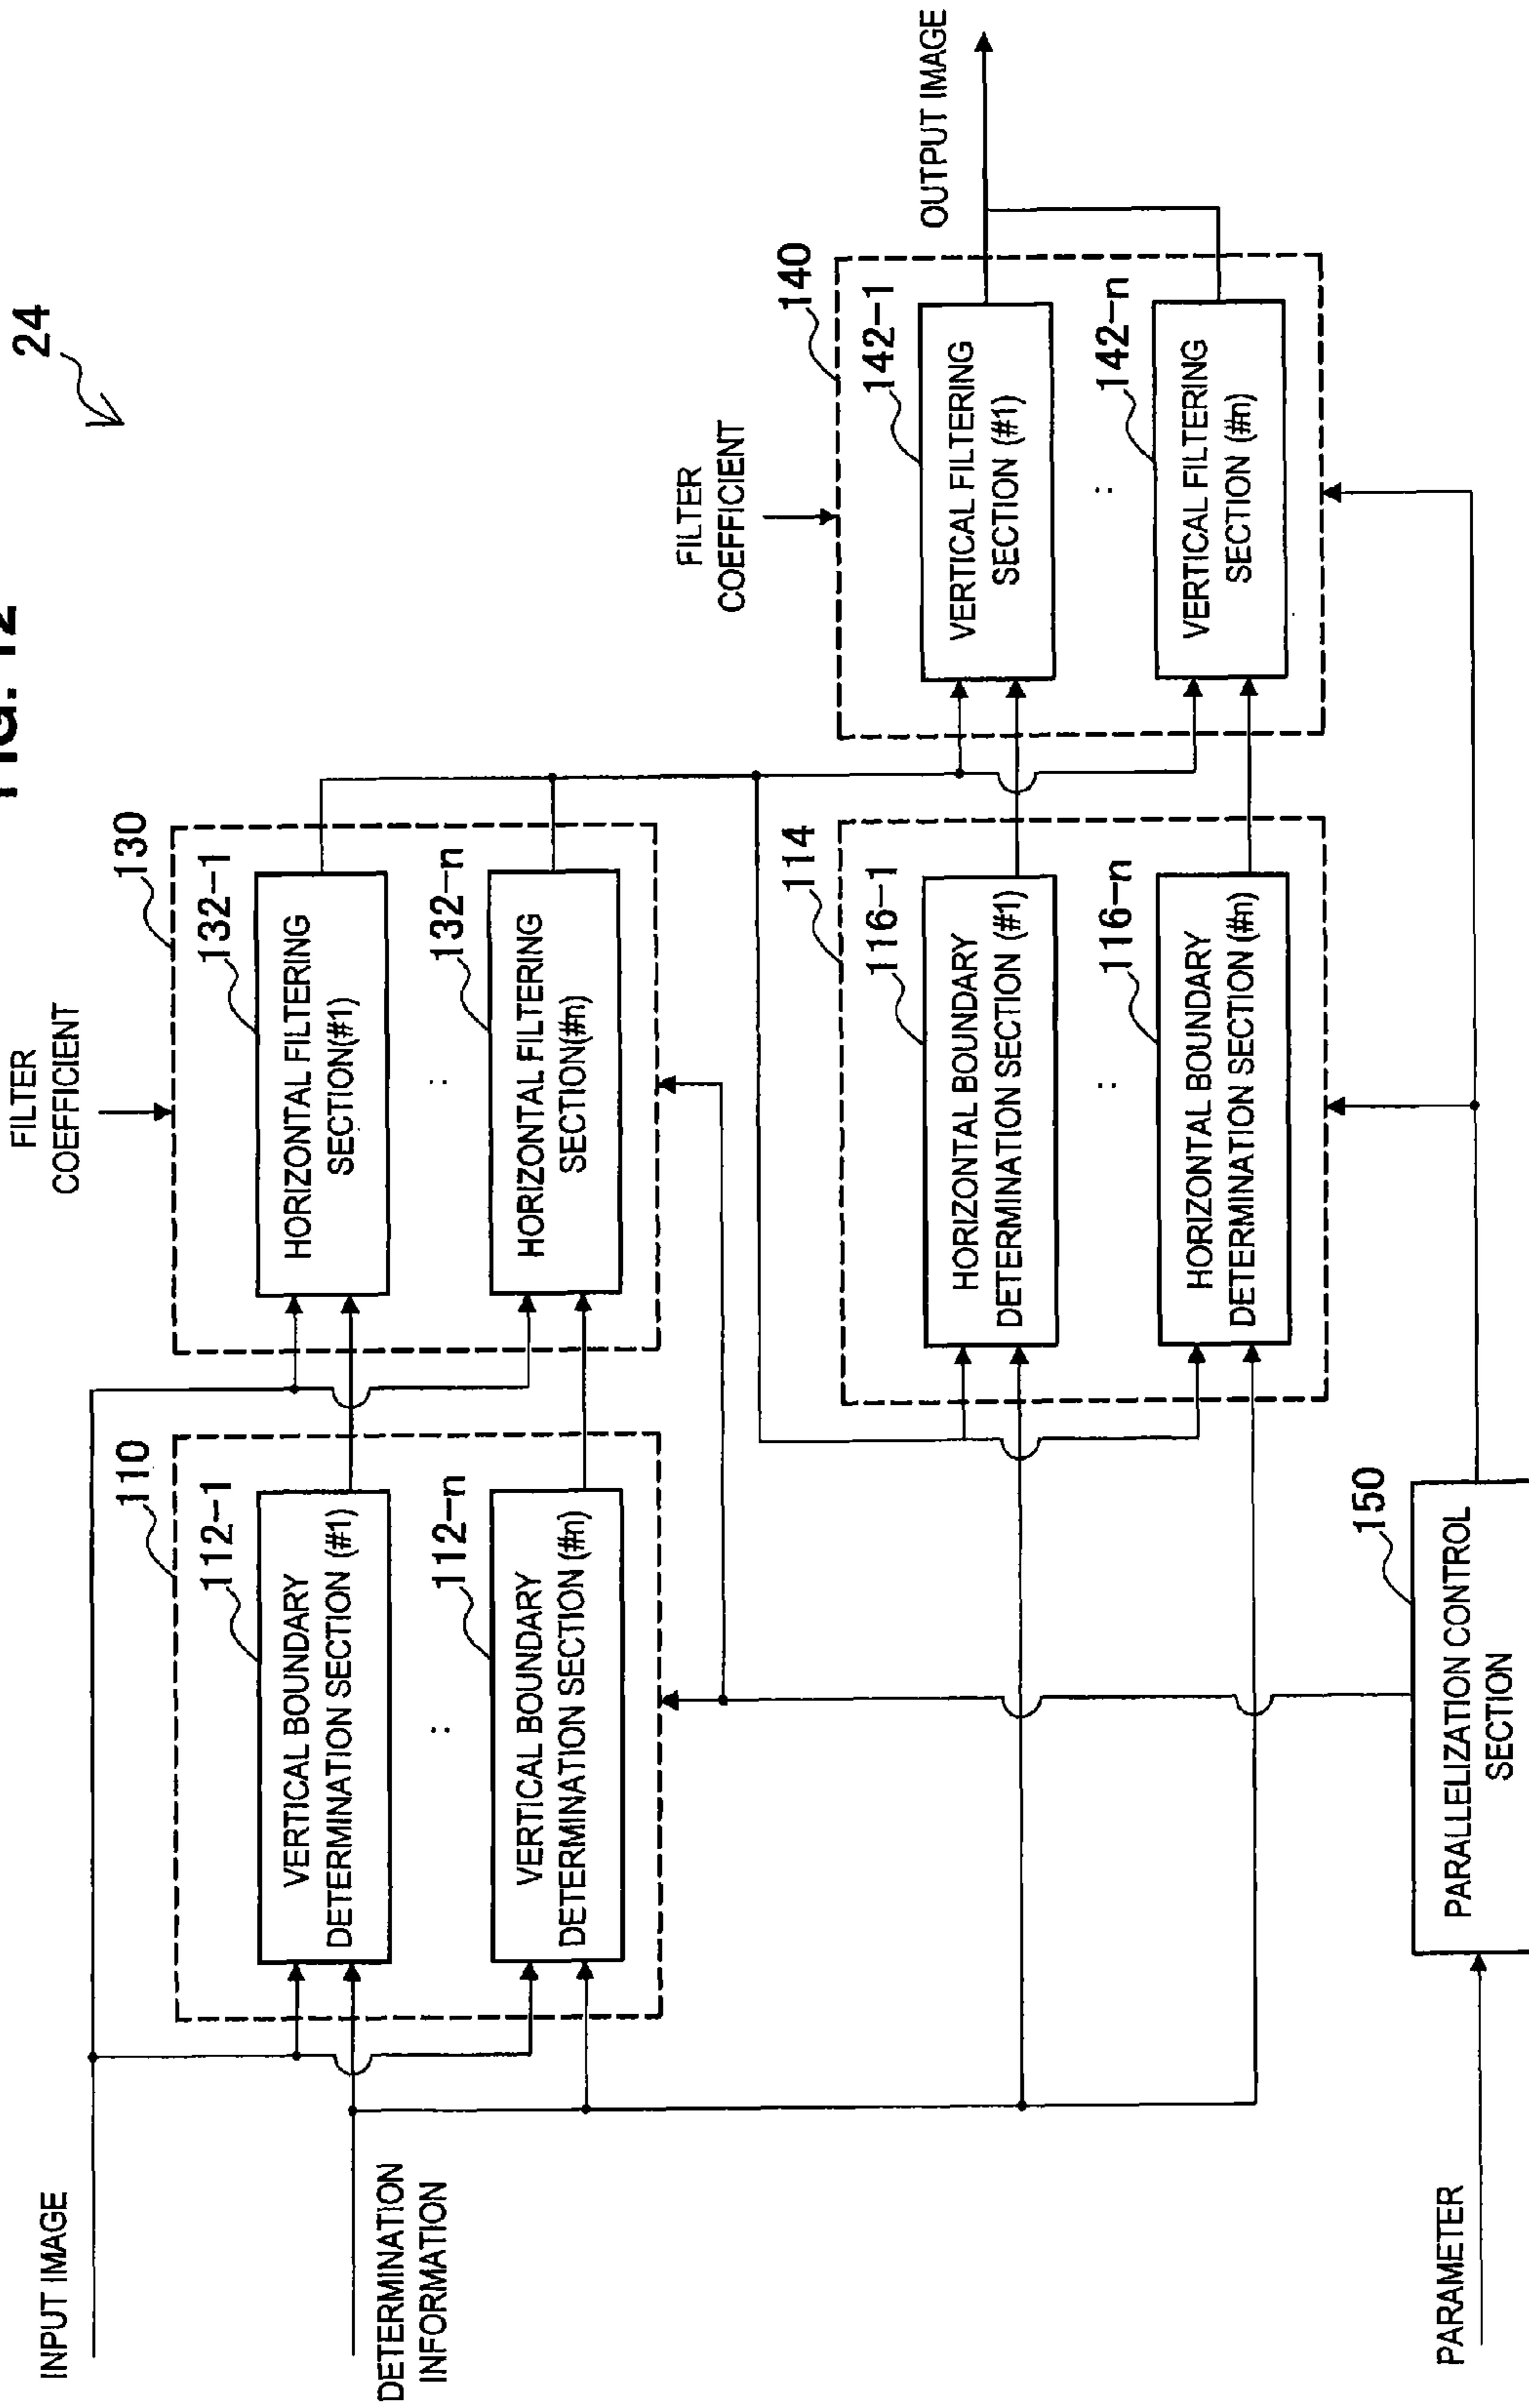 FIG. 12
24
INPUT IMAGE
DETERMINATION
INFORMATION
110
112-1
VERTICAL BOUNDARY
DETERMINATION SECTION (#1)
:
112-n
VERTICAL BOUNDARY
DETERMINATION SECTION (#n)
FILTER
COEFFICIENT
130
132-1
HORIZONTAL FILTERING
SECTION(#1)
:
132-n
HORIZONTAL FILTERING
SECTION(#n)
114
116-1
HORIZONTAL BOUNDARY
DETERMINATION SECTION (#1)
:
116-n
HORIZONTAL BOUNDARY
DETERMINATION SECTION (#n)
FILTER
COEFFICIENT
140
142-1
VERTICAL FILTERING
SECTION (#1)
:
142-n
VERTICAL FILTERING
SECTION (#n)
OUTPUT IMAGE
PARAMETER
150
PARALLELIZATION CONTROL
SECTION